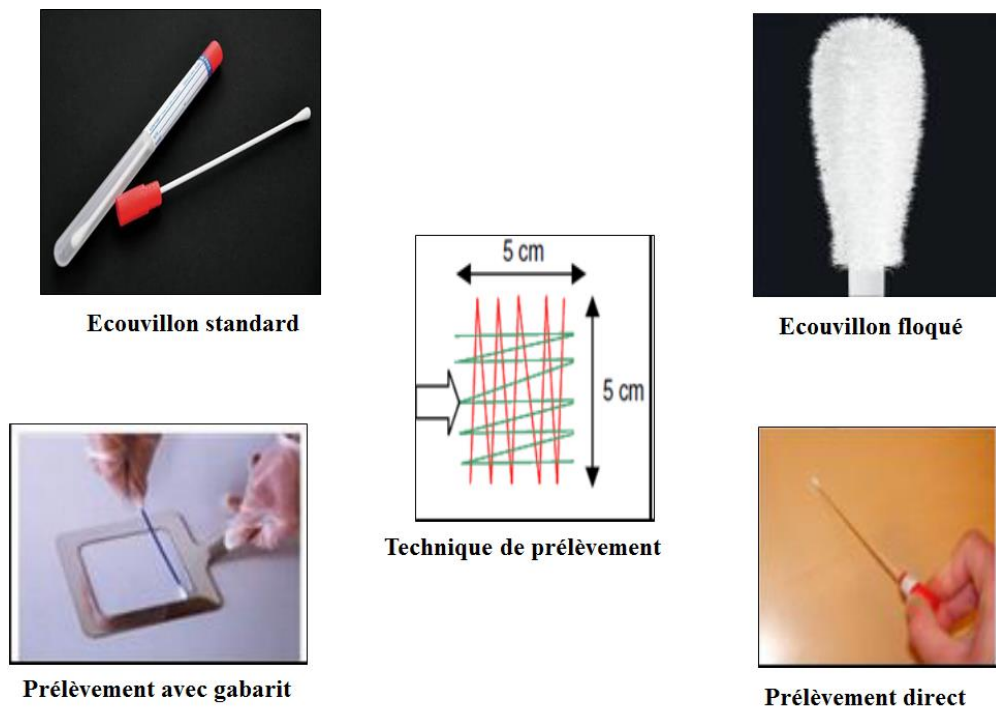 Ecouvillon standard
Ecouvillon floqué
5 cm
5 cm
Technique de prélèvement
Prélèvement avec gabarit
Prélèvement direct